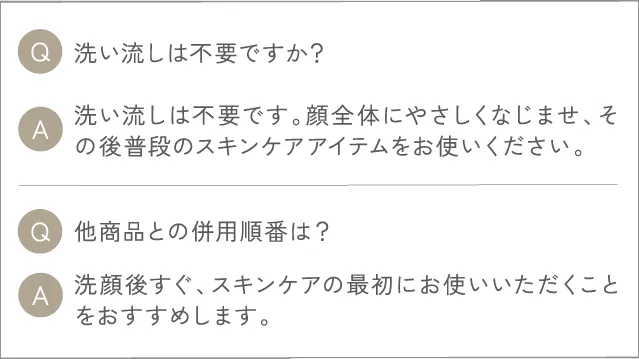 Q 洗い流しは不要ですか？
A 洗い流しは不要です。顔全体にやさしくなじませ、そ
の後普段のスキンケアアイテムをお使いください。
Q 他商品との併用順番は？
A 洗顔後すぐ、スキンケアの最初にお使いいただくこと
をおすすめします。